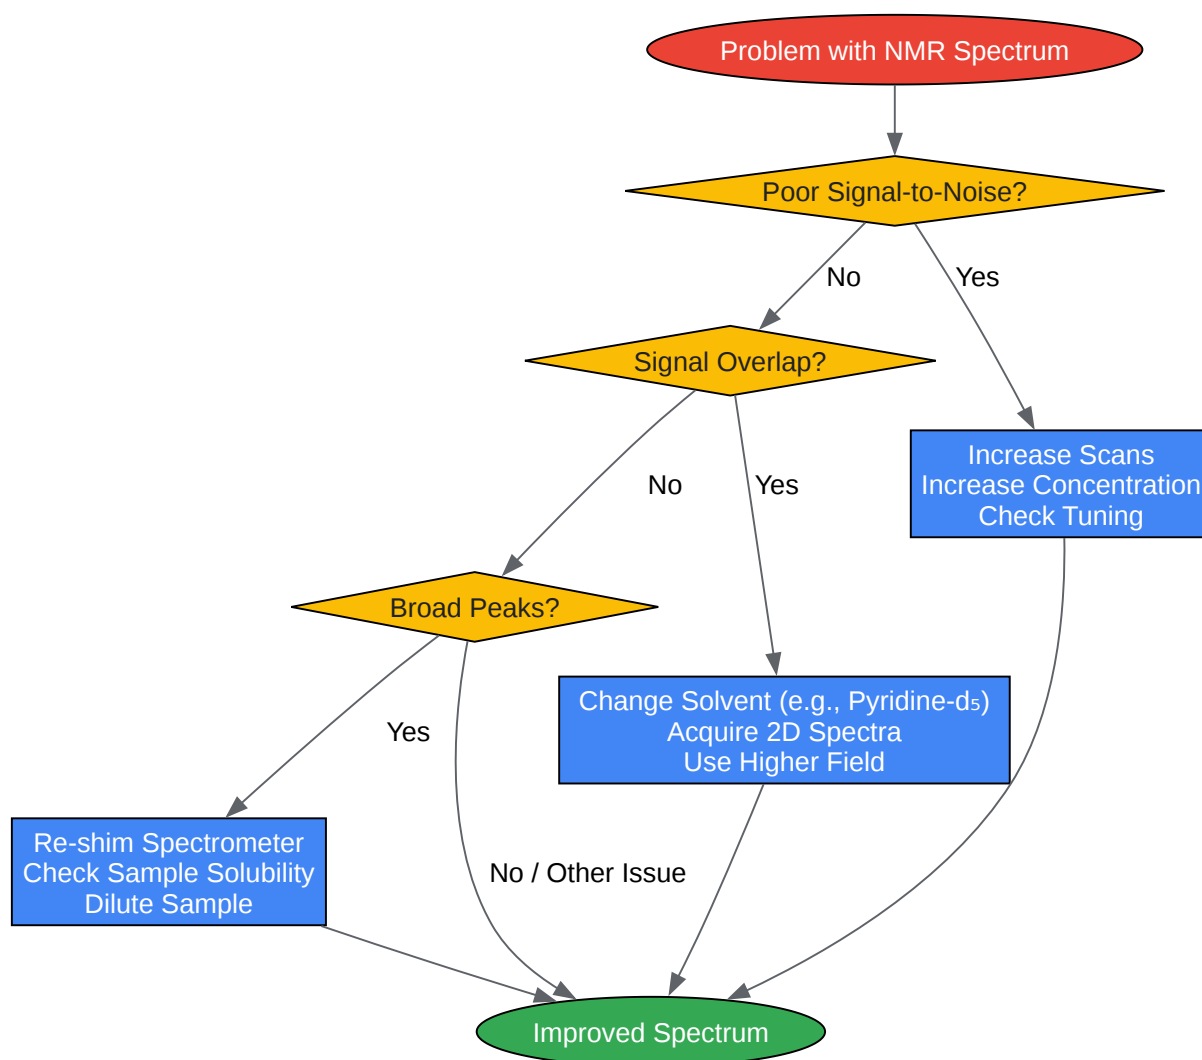 Problem with NMR Spectrum
Poor Signal-to-Noise?
No
Yes
Signal Overlap?
Increase Scans
Increase Concentration
Check Tuning
No
Yes
Broad Peaks?
Change Solvent (e.g., Pyridine-d₅)
Acquire 2D Spectra
Use Higher Field
Yes
Re-shim Spectrometer
Check Sample Solubility
Dilute Sample
No / Other Issue
Improved Spectrum